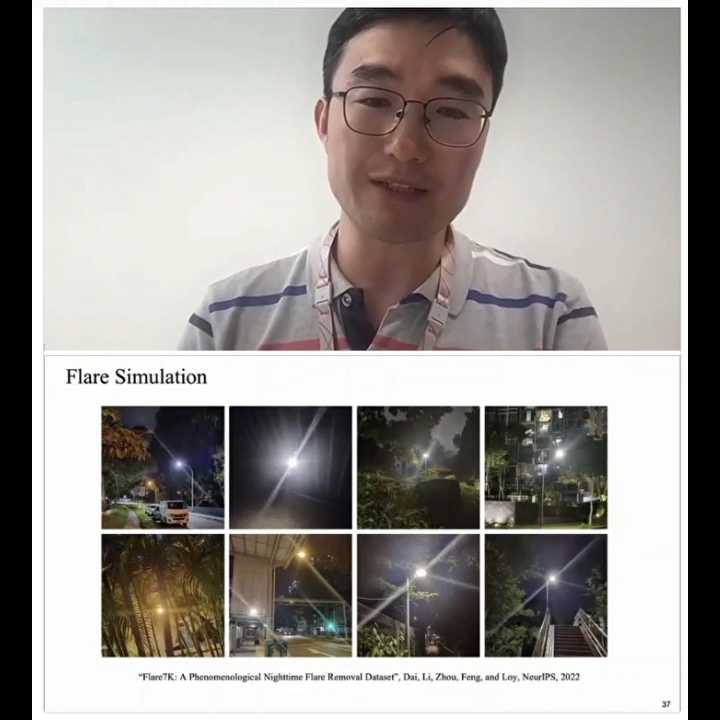 Flare Simulation
“Flare7K: A Phenomenological Nighttime Flare Removal Dataset”, Dai, Li, Zhou, Feng, and Loy, NeurIPS, 2022
37